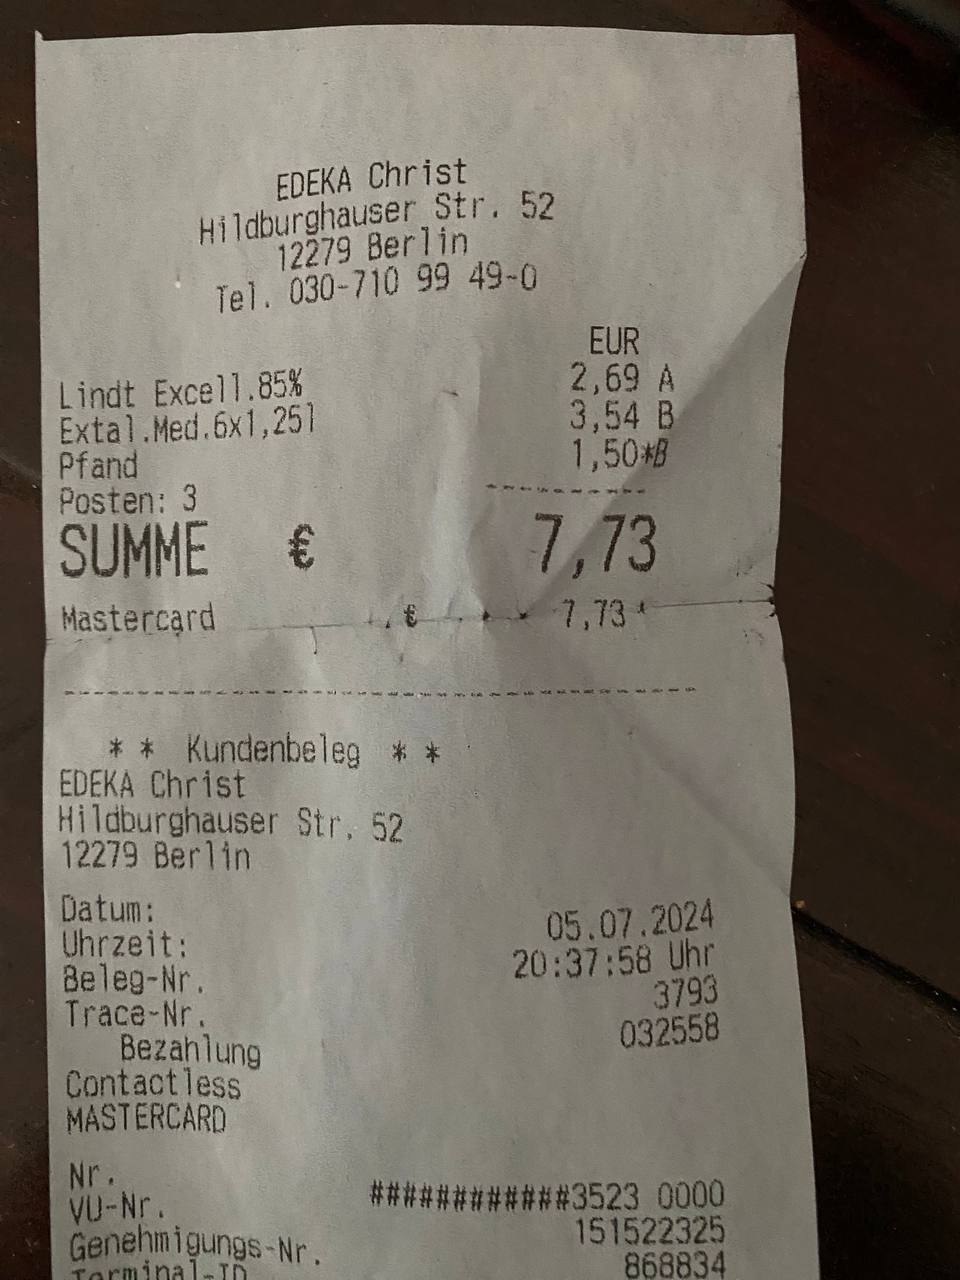 EDEKA Christ
Hildburghauser Str. 52
12279 Berlin
Tel. 030-710 99 49-0
EUR
Lindt Excell.85% 2,69 A
Extal.Med.6x1,25l 3,54 B
Pfand 1,50*B
Posten: 3
SUMME € 7,73
Mastercard € 7,73
** Kundenbeleg **
EDEKA Christ
Hildburghauser Str. 52
12279 Berlin
Datum: 05.07.2024
Uhrzeit: 20:37:58 Uhr
Beleg-Nr. 3793
Trace-Nr. 032558
Bezahlung
Contactless
MASTERCARD
Nr. ############3523 0000
VU-Nr. 151522325
Genehmigungs-Nr. 868834
Terminal-ID